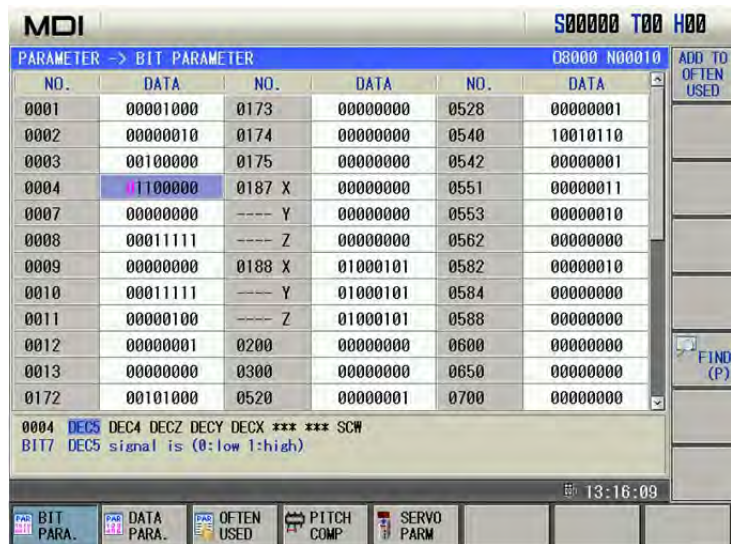 MDI S00000 T00 H00
PARAMETER -> BIT PARAMETER O8000 N00010
ADD TO
OFTEN
USED
NO. DATA NO. DATA NO. DATA
0001 00001000 0173 00000000 0528 00000001
0002 00000010 0174 00000000 0540 10010110
0003 00100000 0175 00000000 0542 00000001
0004 01100000 0187 X 00000000 0551 00000011
0007 00000000 ---- Y 00000000 0553 00000010
0008 00011111 ---- Z 00000000 0562 00000000
0009 00000000 0188 X 01000101 0582 00000010
0010 00011111 ---- Y 01000101 0584 00000000
0011 00000100 ---- Z 01000101 0588 00000000
0012 00000001 0200 00000000 0600 00000000
0013 00000000 0300 00000000 0650 00000000
0172 00101000 0520 00000001 0700 00000000
FIND
(P)
0004 DEC5 DEC4 DECZ DECY DECX *** *** SCW
BIT7 DEC5 signal is (0:low 1:high)
13:16:09
BIT
PARA.
DATA
PARA.
OFTEN
USED
PITCH
COMP
SERVO
PARM